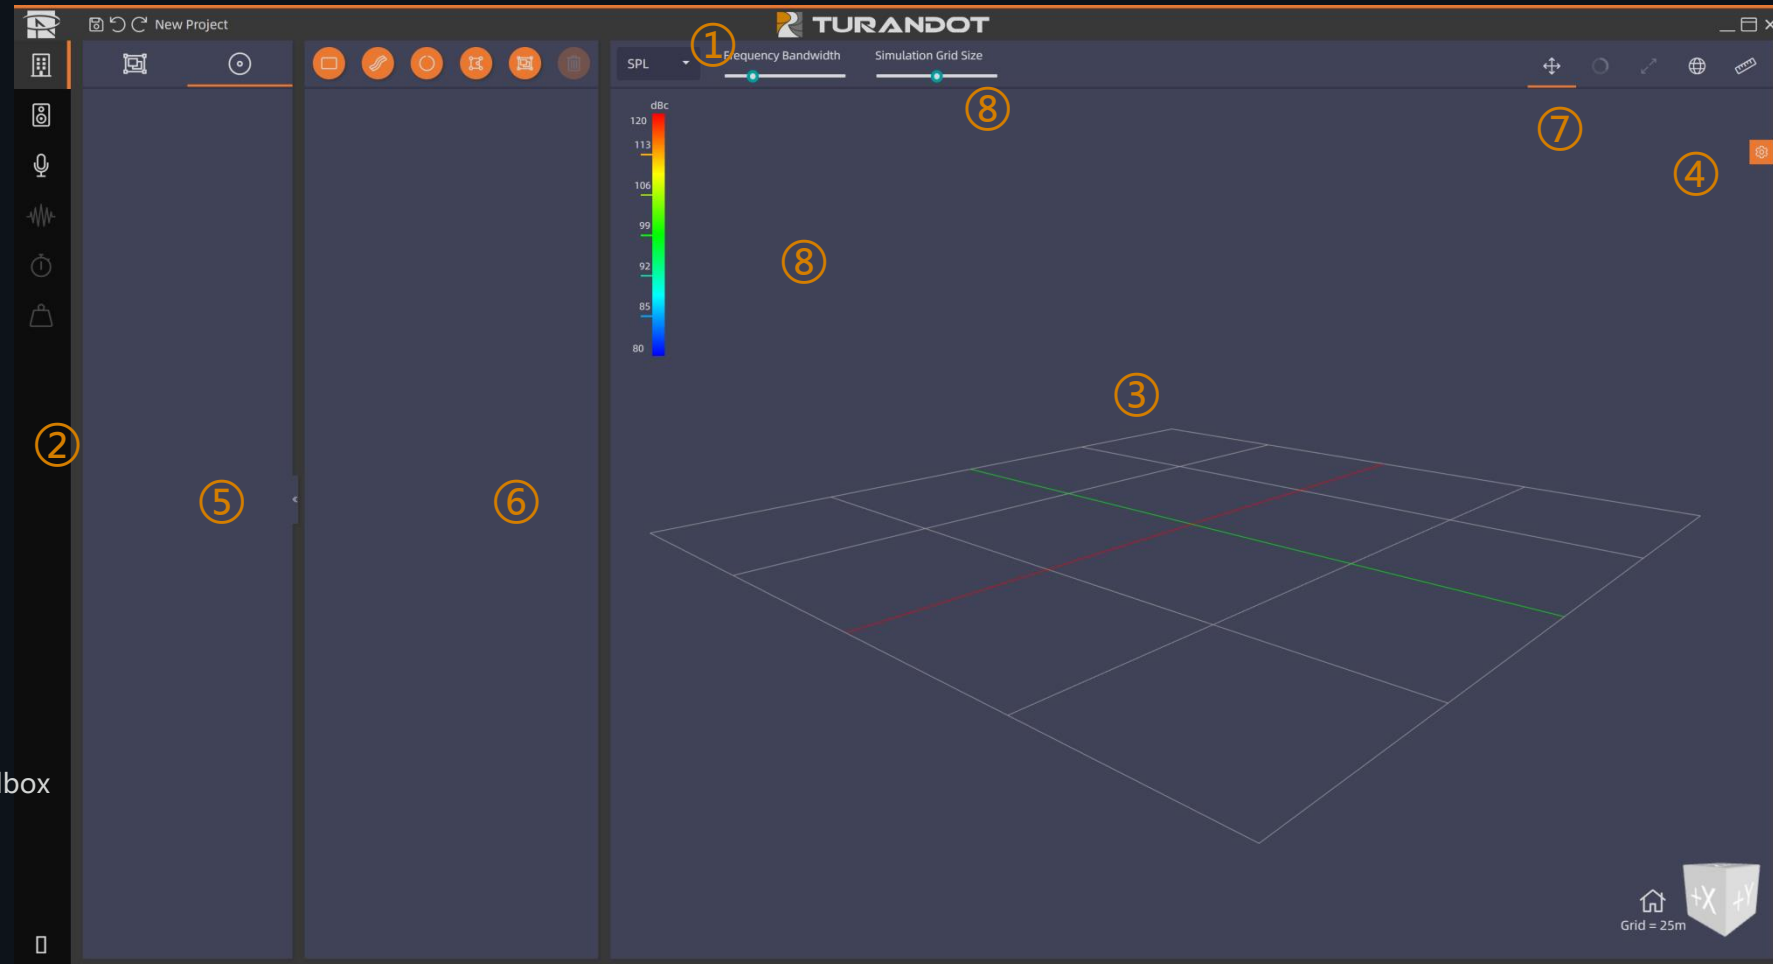 New Project
TURANDOT
①
SPL
Frequency Bandwidth
Simulation Grid Size
⑧
⑦
④
dBc
120
113
106
99
92
85
80
⑧
③
②
⑤
⑥
lbox
+X
+Y
Grid = 25m